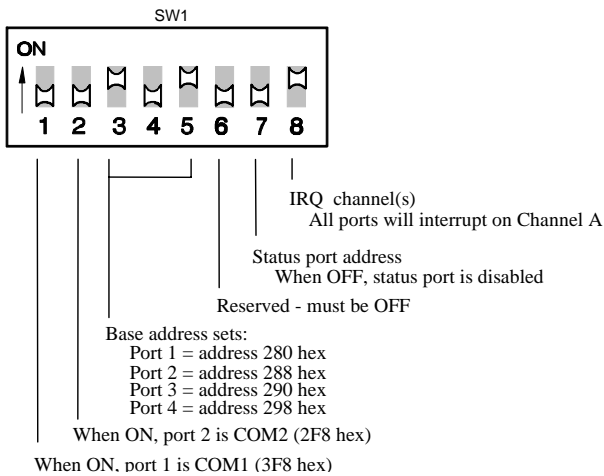 SW1
ON
1 2 3 4 5 6 7 8
IRQ channel(s)
All ports will interrupt on Channel A
Status port address
When OFF, status port is disabled
Reserved - must be OFF
Base address sets:
Port 1 = address 280 hex
Port 2 = address 288 hex
Port 3 = address 290 hex
Port 4 = address 298 hex
When ON, port 2 is COM2 (2F8 hex)
When ON, port 1 is COM1 (3F8 hex)